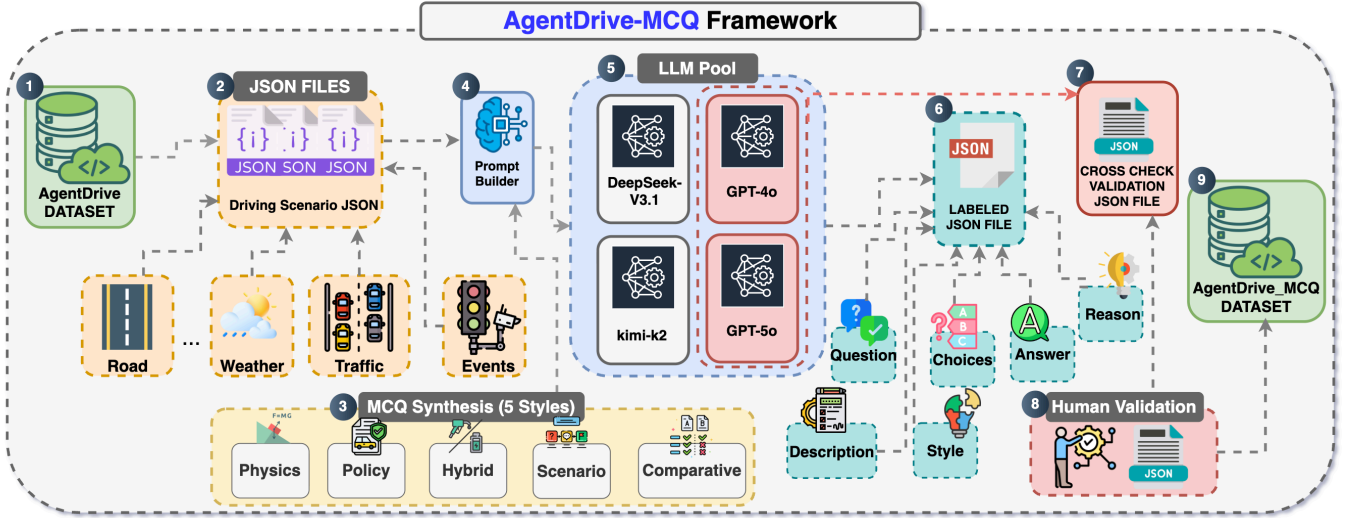 AgentDrive-MCQ Framework
1
AgentDrive
DATASET
2
JSON FILES
{i} {i} {i}
JSON SON JSON
Driving Scenario JSON
Road
...
Weather
Traffic
Events
3
MCQ Synthesis (5 Styles)
F=MG
Physics
Policy
Hybrid
Scenario
A B
Comparative
4
Prompt
Builder
5
LLM Pool
DeepSeek-
V3.1
GPT-4o
kimi-k2
GPT-5o
6
JSON
LABELED
JSON FILE
?
Question
Description
? A
B
C
Choices
Style
A
Answer
Reason
7
JSON
CROSS CHECK
VALIDATION
JSON FILE
8
Human Validation
JSON
9
</>
AgentDrive_MCQ
DATASET